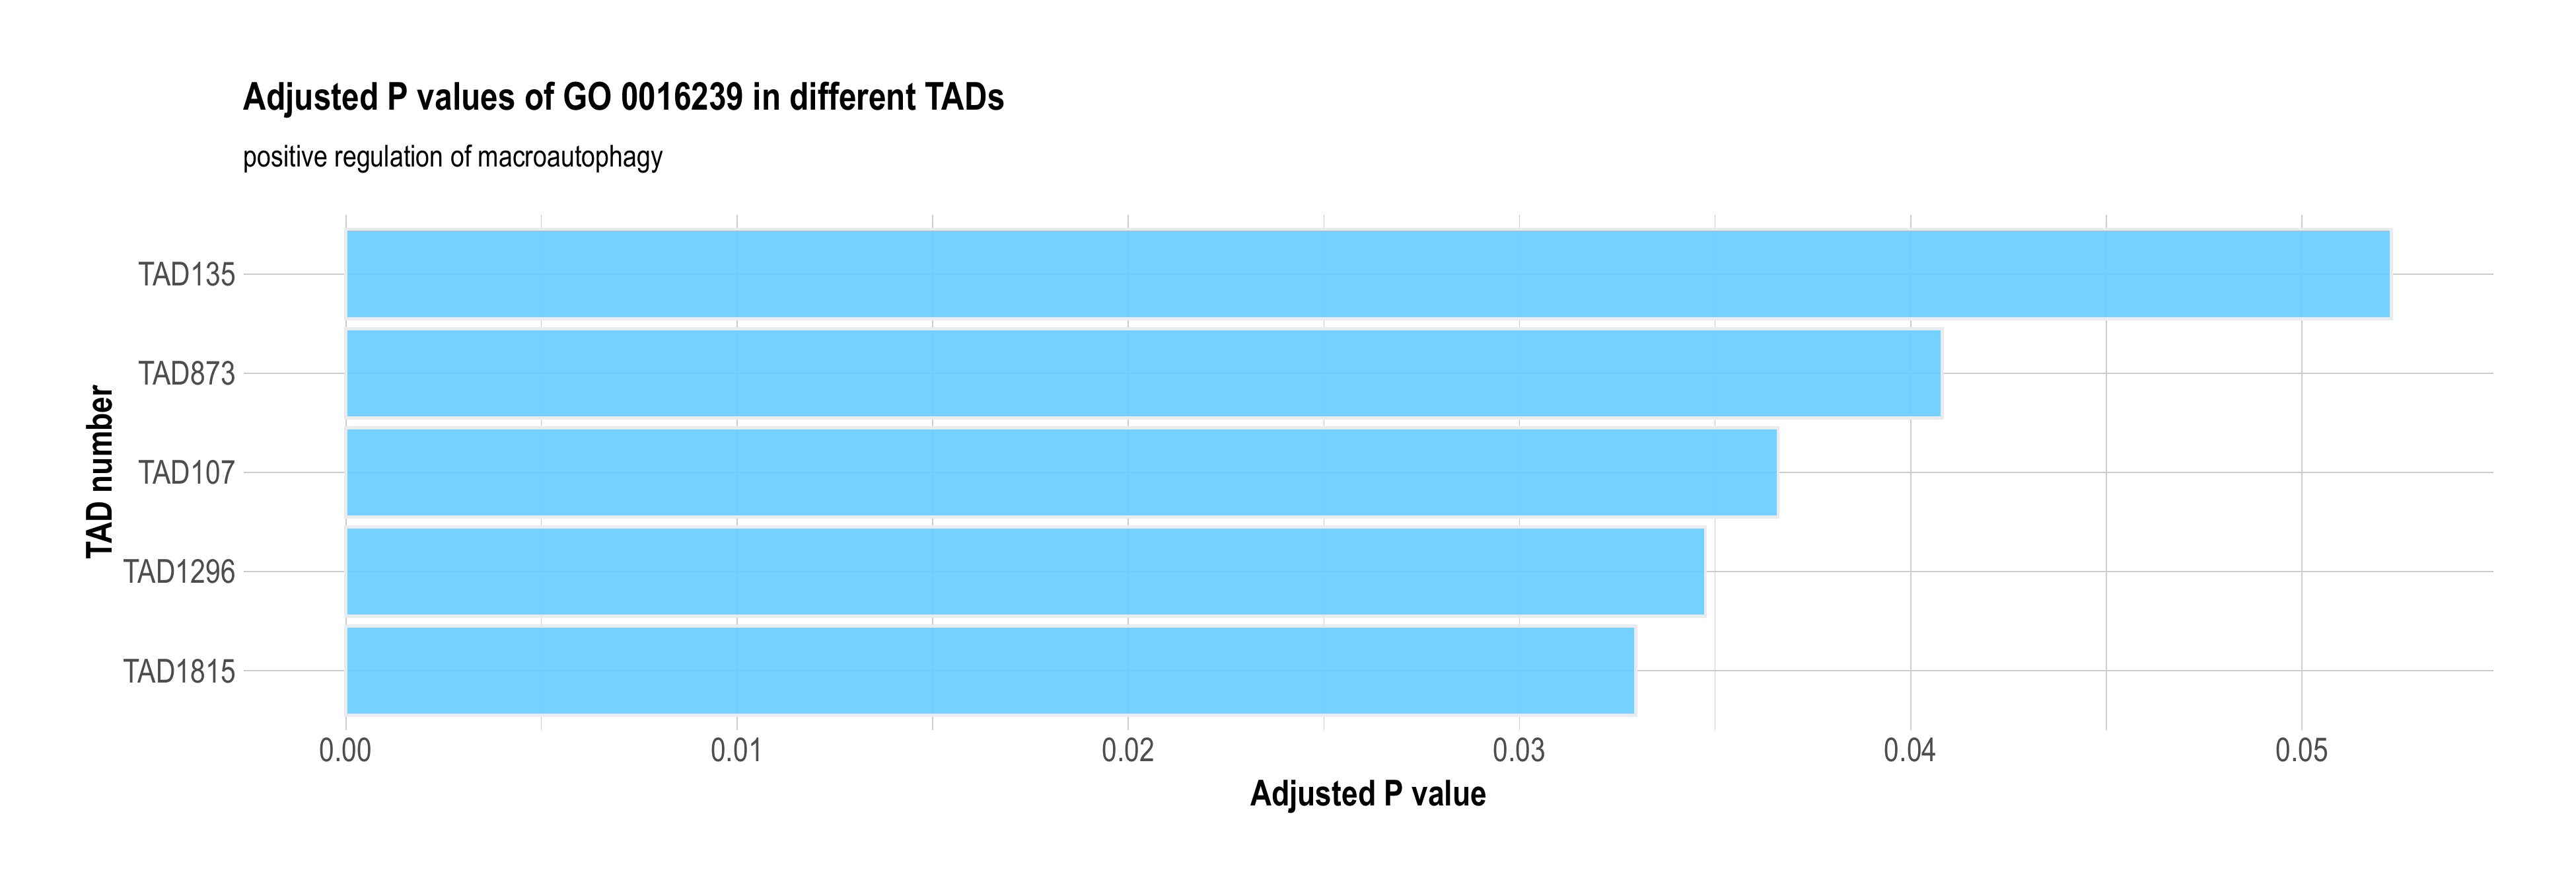 Adjusted P values of GO 0016239 in different TADs
positive regulation of macroautophagy
TAD number
TAD135
TAD873
TAD107
TAD1296
TAD1815
0.00 0.01 0.02 0.03 0.04 0.05
Adjusted P value